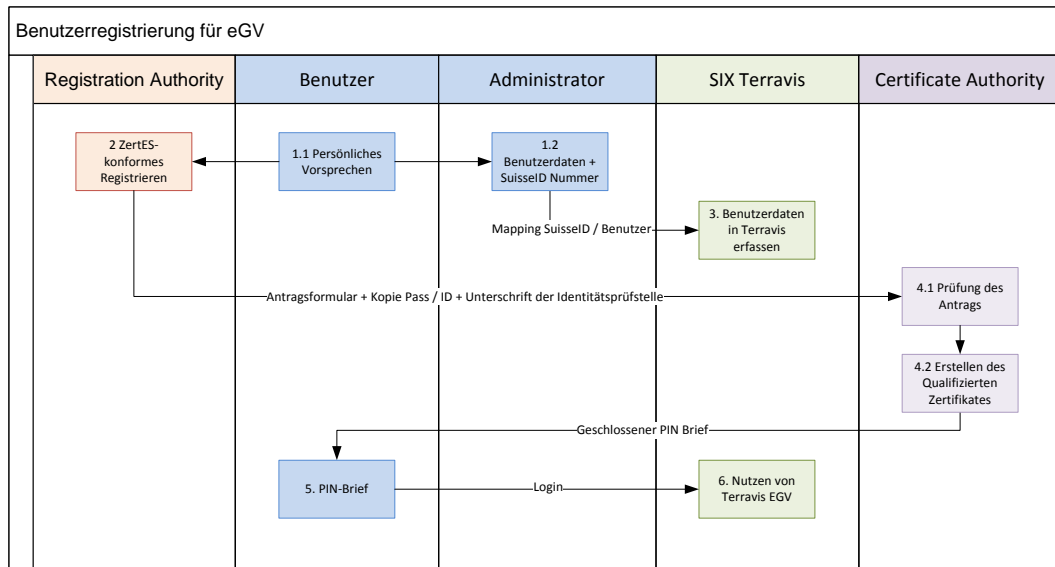 Benutzerregistrierung für eGV
Registration Authority
Benutzer
Administrator
SIX Terravis
Certificate Authority
2 ZertES-
konformes
Registrieren
1.1 Persönliches
Vorsprechen
1.2
Benutzerdaten +
SuisseID Nummer
Mapping SuisseID / Benutzer
3. Benutzerdaten
in Terravis
erfassen
Antragsformular + Kopie Pass / ID + Unterschrift der Identitätsprüfstelle
4.1 Prüfung des
Antrags
4.2 Erstellen des
Qualifizierten
Zertifikates
Geschlossener PIN Brief
5. PIN-Brief
Login
6. Nutzen von
Terravis EGV